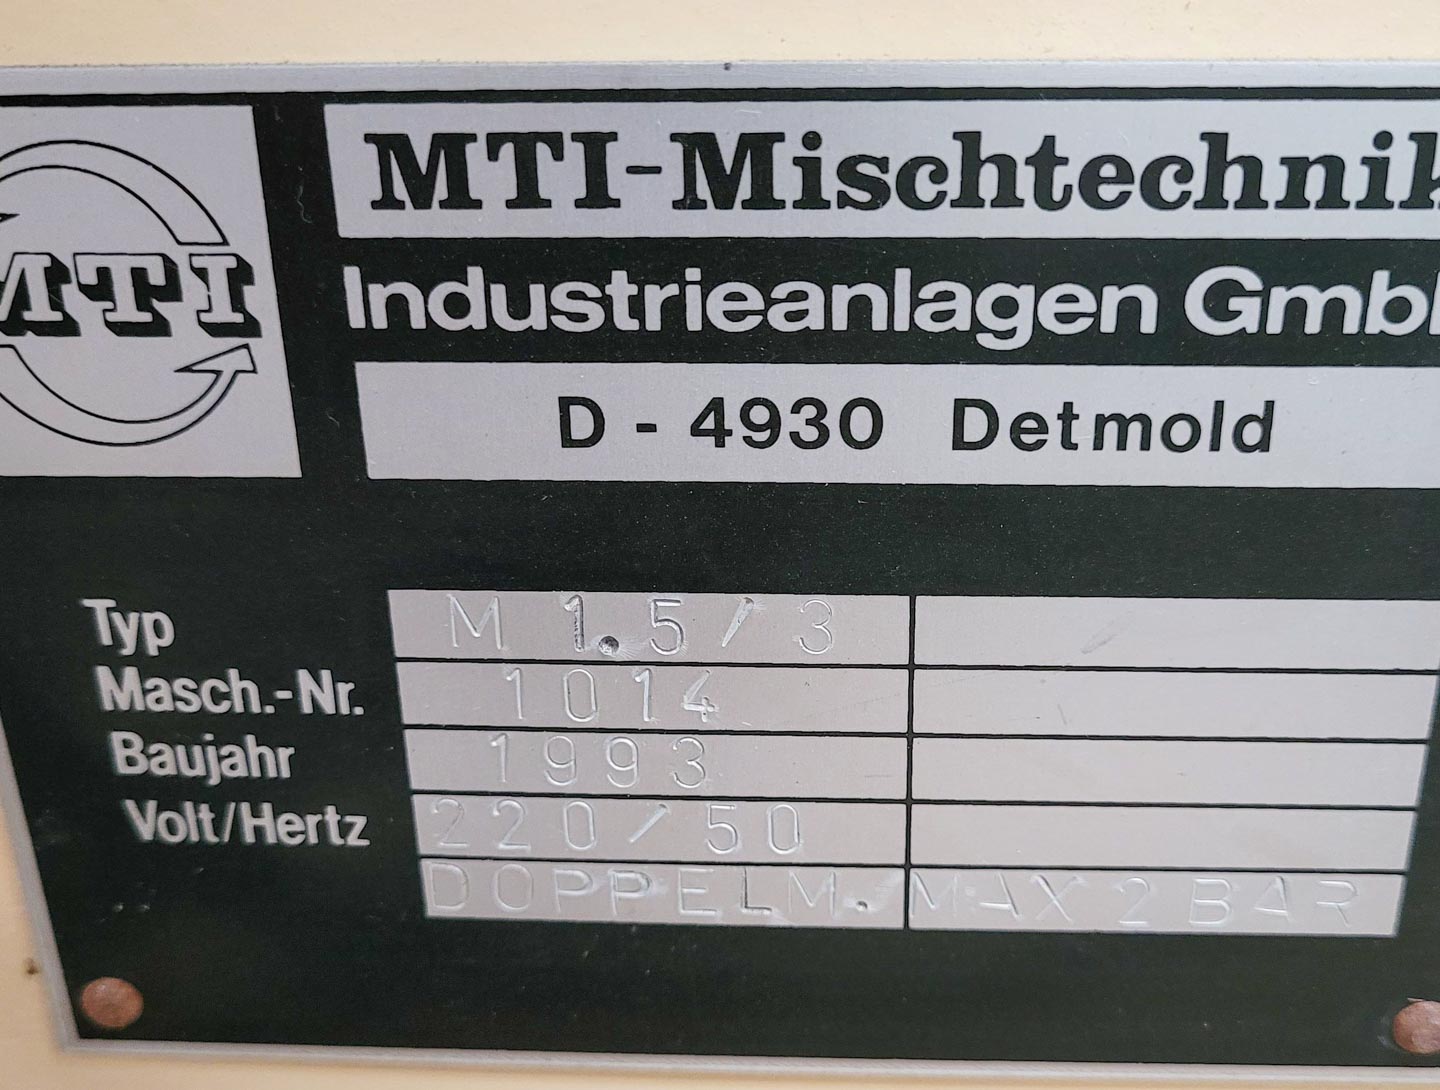 MTI
MTI-Mischtechnik
Industrieanlagen GmbH
D - 4930 Detmold
Typ M 1.5 / 3
Masch.-Nr. 1014
Baujahr 1993
Volt/Hertz 220 / 50
DOPPELM. MAX 2 BAR